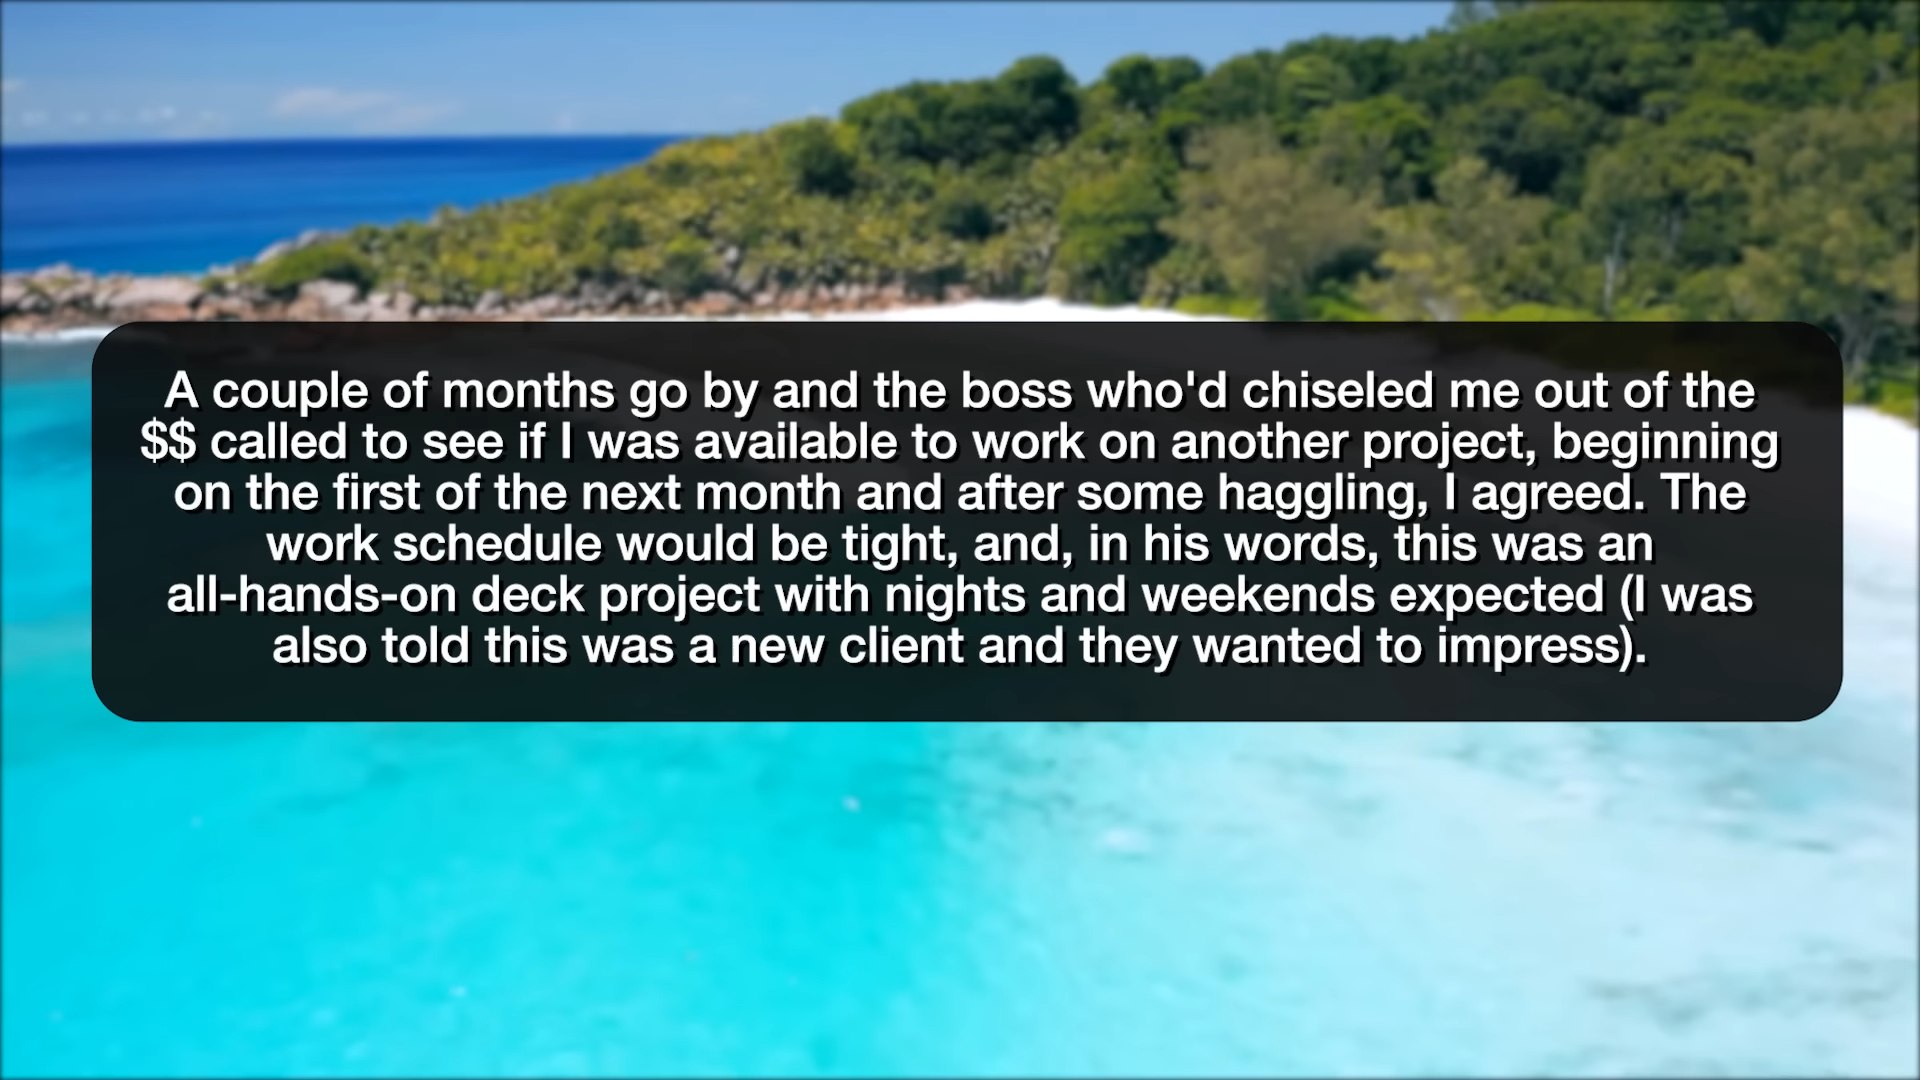 A couple of months go by and the boss who'd chiseled me out of the
$$ called to see if I was available to work on another project, beginning
on the first of the next month and after some haggling, I agreed. The
work schedule would be tight, and, in his words, this was an
all-hands-on deck project with nights and weekends expected (I was
also told this was a new client and they wanted to impress).